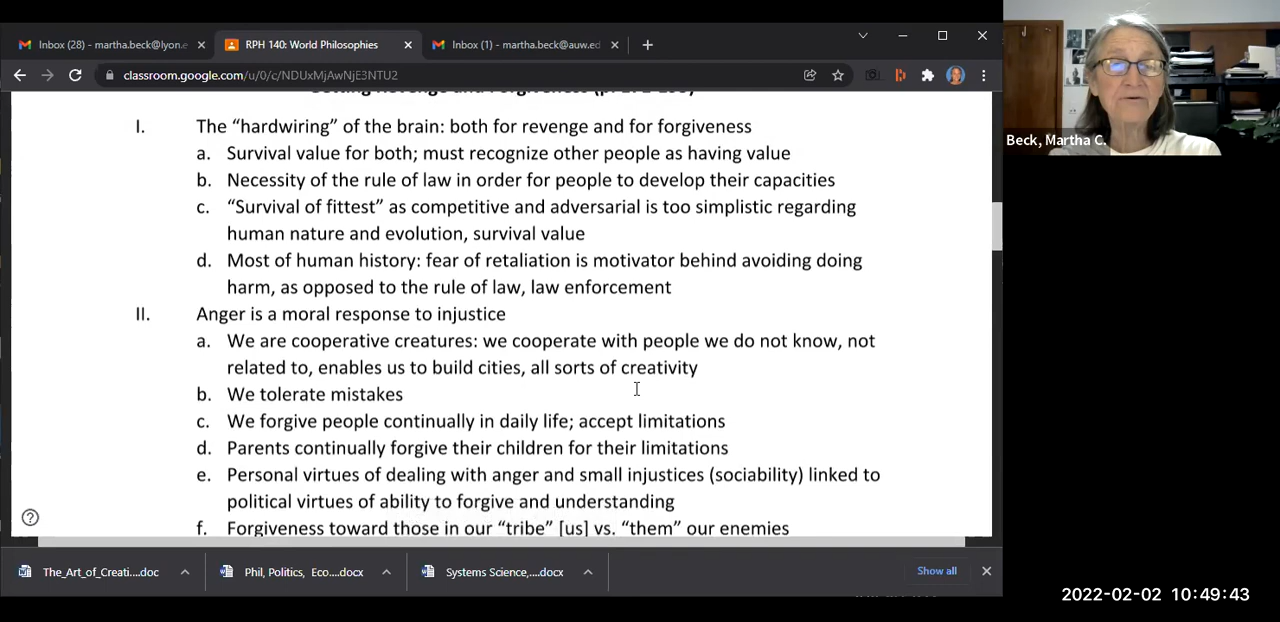 Inbox (28) - martha.beck@lyon.e
RPH 140: World Philosophies
Inbox (1) - martha.beck@auw.ed
classroom.google.com/u/0/c/NDUxMjAwNjE3NTU2
Getting Revenge and Forgiveness
I. The “hardwiring” of the brain: both for revenge and for forgiveness
a. Survival value for both; must recognize other people as having value
b. Necessity of the rule of law in order for people to develop their capacities
c. “Survival of fittest” as competitive and adversarial is too simplistic regarding
human nature and evolution, survival value
d. Most of human history: fear of retaliation is motivator behind avoiding doing
harm, as opposed to the rule of law, law enforcement
II. Anger is a moral response to injustice
a. We are cooperative creatures: we cooperate with people we do not know, not
related to, enables us to build cities, all sorts of creativity
b. We tolerate mistakes
c. We forgive people continually in daily life; accept limitations
d. Parents continually forgive their children for their limitations
e. Personal virtues of dealing with anger and small injustices (sociability) linked to
political virtues of ability to forgive and understanding
f. Forgiveness toward those in our “tribe” [us] vs. “them” our enemies
The_Art_of_Creati....doc
Phil, Politics, Eco....docx
Systems Science,....docx
Show all
Beck, Martha C.
2022-02-02 10:49:43